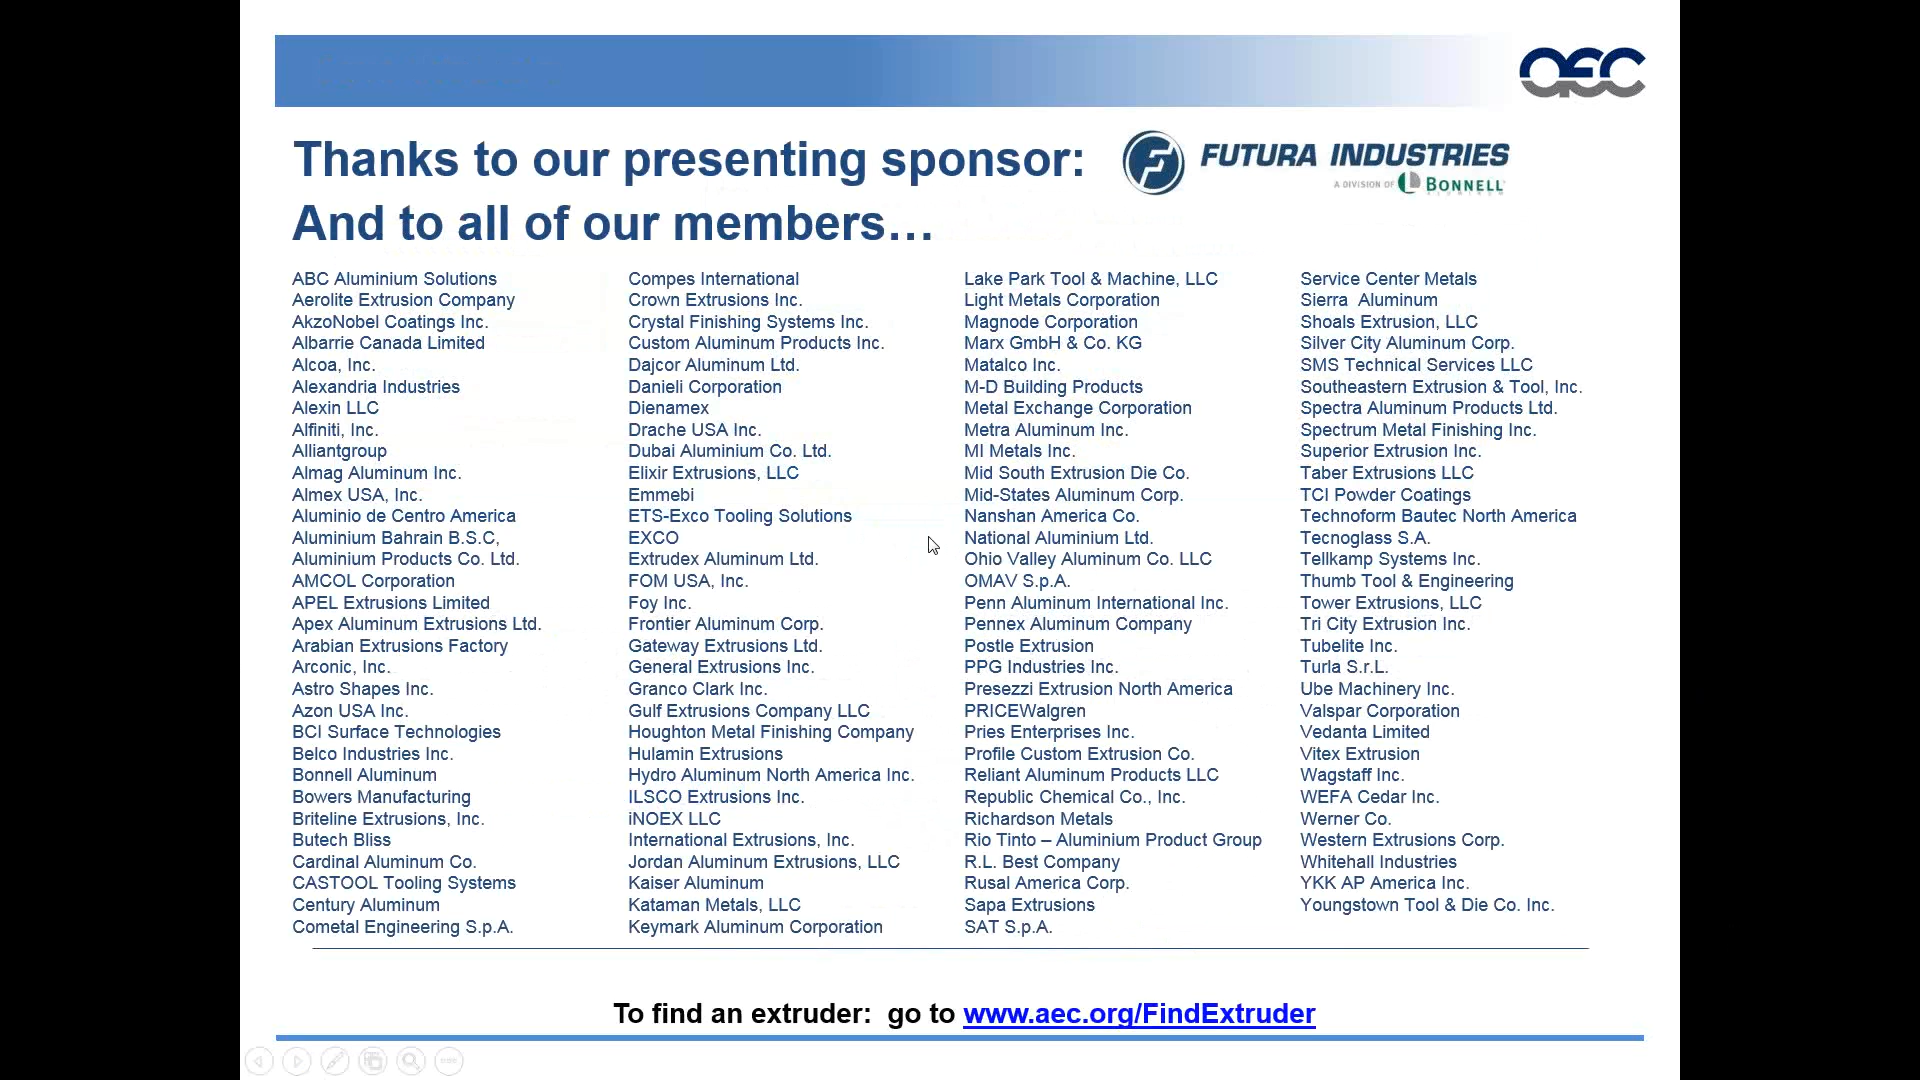 AEC
Thanks to our presenting sponsor:
FUTURA INDUSTRIES
A DIVISION OF BONNELL
And to all of our members…
ABC Aluminium Solutions
Aerolite Extrusion Company
AkzoNobel Coatings Inc.
Albarrie Canada Limited
Alcoa, Inc.
Alexandria Industries
Alexin LLC
Alfiniti, Inc.
Alliantgroup
Almag Aluminum Inc.
Almex USA, Inc.
Aluminio de Centro America
Aluminium Bahrain B.S.C,
Aluminium Products Co. Ltd.
AMCOL Corporation
APEL Extrusions Limited
Apex Aluminum Extrusions Ltd.
Arabian Extrusions Factory
Arconic, Inc.
Astro Shapes Inc.
Azon USA Inc.
BCI Surface Technologies
Belco Industries Inc.
Bonnell Aluminum
Bowers Manufacturing
Briteline Extrusions, Inc.
Butech Bliss
Cardinal Aluminum Co.
CASTOOL Tooling Systems
Century Aluminum
Cometal Engineering S.p.A.
Compes International
Crown Extrusions Inc.
Crystal Finishing Systems Inc.
Custom Aluminum Products Inc.
Dajcor Aluminum Ltd.
Danieli Corporation
Dienamex
Drache USA Inc.
Dubai Aluminium Co. Ltd.
Elixir Extrusions, LLC
Emmebi
ETS-Exco Tooling Solutions
EXCO
Extrudex Aluminum Ltd.
FOM USA, Inc.
Foy Inc.
Frontier Aluminum Corp.
Gateway Extrusions Ltd.
General Extrusions Inc.
Granco Clark Inc.
Gulf Extrusions Company LLC
Houghton Metal Finishing Company
Hulamin Extrusions
Hydro Aluminum North America Inc.
ILSCO Extrusions Inc.
iNOEX LLC
International Extrusions, Inc.
Jordan Aluminum Extrusions, LLC
Kaiser Aluminum
Kataman Metals, LLC
Keymark Aluminum Corporation
Lake Park Tool & Machine, LLC
Light Metals Corporation
Magnode Corporation
Marx GmbH & Co. KG
Matalco Inc.
M-D Building Products
Metal Exchange Corporation
Metra Aluminum Inc.
MI Metals Inc.
Mid South Extrusion Die Co.
Mid-States Aluminum Corp.
Nanshan America Co.
National Aluminium Ltd.
Ohio Valley Aluminum Co. LLC
OMAV S.p.A.
Penn Aluminum International Inc.
Pennex Aluminum Company
Postle Extrusion
PPG Industries Inc.
Presezzi Extrusion North America
PRICEWalgren
Pries Enterprises Inc.
Profile Custom Extrusion Co.
Reliant Aluminum Products LLC
Republic Chemical Co., Inc.
Richardson Metals
Rio Tinto – Aluminium Product Group
R.L. Best Company
Rusal America Corp.
Sapa Extrusions
SAT S.p.A.
Service Center Metals
Sierra  Aluminum
Shoals Extrusion, LLC
Silver City Aluminum Corp.
SMS Technical Services LLC
Southeastern Extrusion & Tool, Inc.
Spectra Aluminum Products Ltd.
Spectrum Metal Finishing Inc.
Superior Extrusion Inc.
Taber Extrusions LLC
TCI Powder Coatings
Technoform Bautec North America
Tecnoglass S.A.
Tellkamp Systems Inc.
Thumb Tool & Engineering
Tower Extrusions, LLC
Tri City Extrusion Inc.
Tubelite Inc.
Turla S.r.L.
Ube Machinery Inc.
Valspar Corporation
Vedanta Limited
Vitex Extrusion
Wagstaff Inc.
WEFA Cedar Inc.
Werner Co.
Western Extrusions Corp.
Whitehall Industries
YKK AP America Inc.
Youngstown Tool & Die Co. Inc.
To find an extruder:  go to www.aec.org/FindExtruder